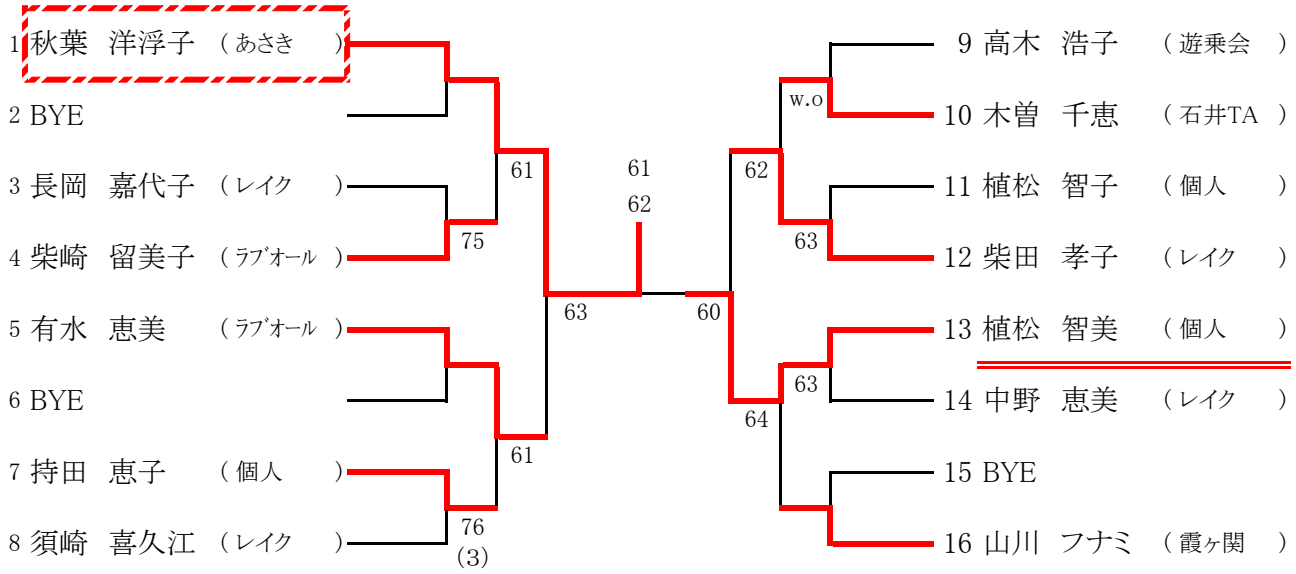 1 秋葉 洋浮子 (あさき)
2 BYE
3 長岡 嘉代子 (レイク)
4 柴崎 留美子 (ラブオール)
5 有水 恵美 (ラブオール)
6 BYE
7 持田 恵子 (個人)
8 須崎 喜久江 (レイク)
61
75
61
76
(3)
63
61
62
60
62
64
w.o
63
63
9 高木 浩子 (遊乗会)
10 木曽 千恵 (石井TA)
11 植松 智子 (個人)
12 柴田 孝子 (レイク)
13 植松 智美 (個人)
14 中野 恵美 (レイク)
15 BYE
16 山川 フナミ (霞ヶ関)